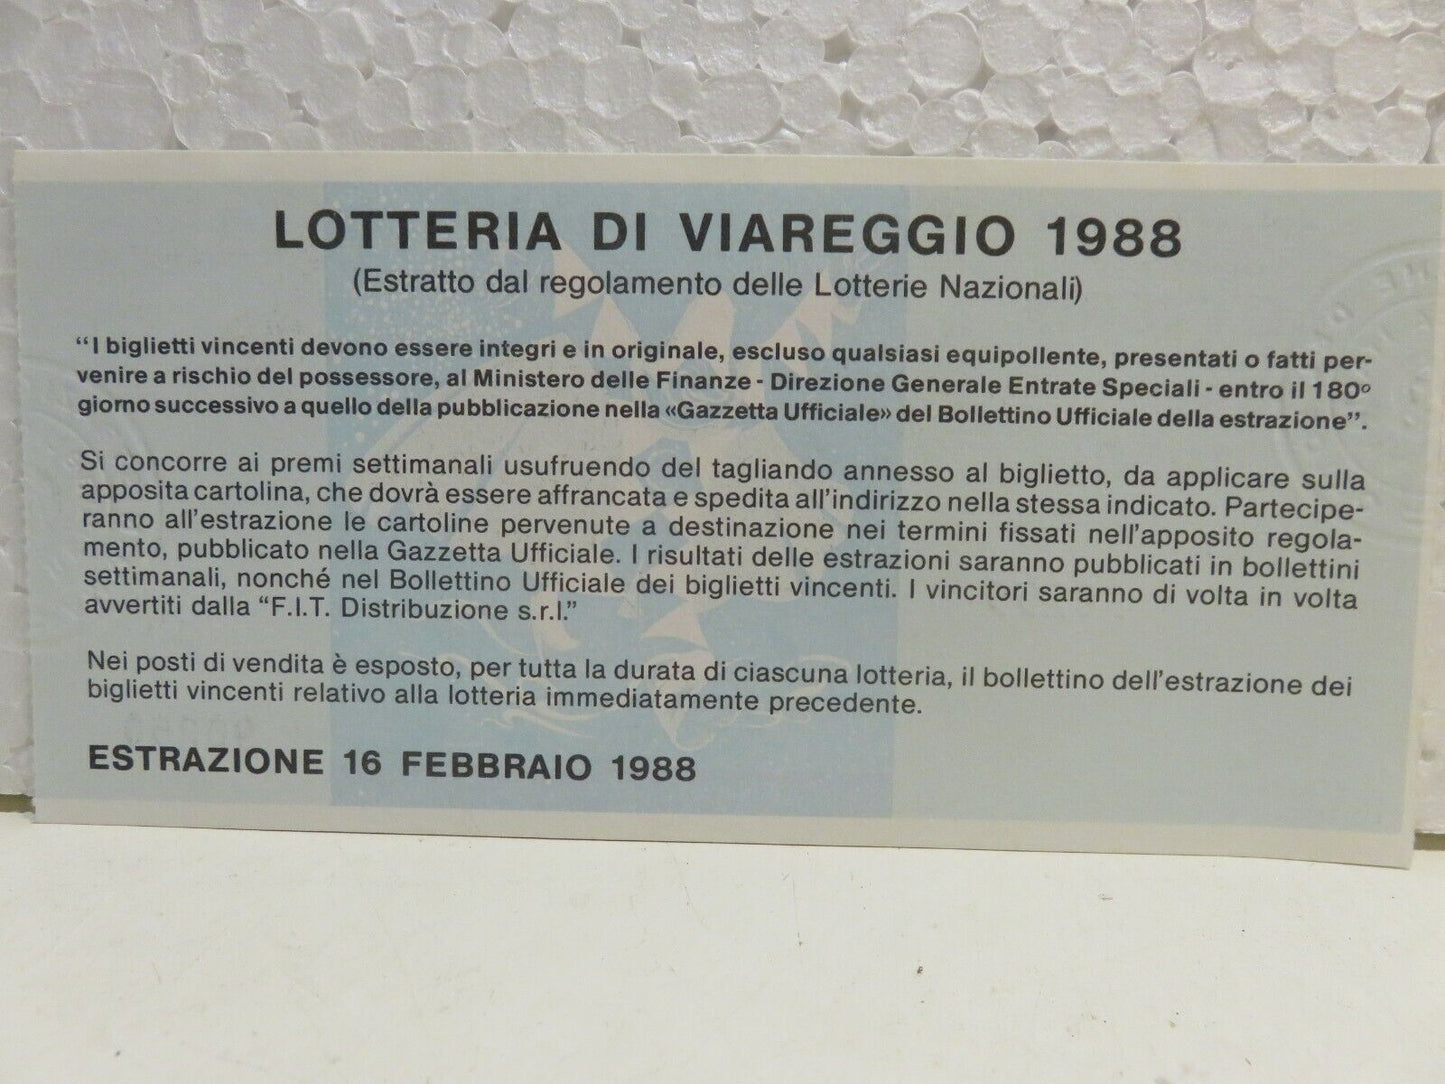 LOTTERIA DI VIAREGGIO 1988
(Estratto dal regolamento delle Lotterie Nazionali)
“I biglietti vincenti devono essere integri e in originale, escluso qualsiasi equipollente, presentati o fatti per-
venire a rischio del possessore, al Ministero delle Finanze - Direzione Generale Entrate Speciali - entro il 180º
giorno successivo a quello della pubblicazione nella «Gazzetta Ufficiale» del Bollettino Ufficiale della estrazione”.
Si concorre ai premi settimanali usufruendo del tagliando annesso al biglietto, da applicare sulla
apposita cartolina, che dovrà essere affrancata e spedita all’indirizzo nella stessa indicato. Partecipe-
ranno all’estrazione le cartoline pervenute a destinazione nei termini fissati nell’apposito regola-
mento, pubblicato nella Gazzetta Ufficiale. I risultati delle estrazioni saranno pubblicati in bollettini
settimanali, nonché nel Bollettino Ufficiale dei biglietti vincenti. I vincitori saranno di volta in volta
avvertiti dalla “F.I.T. Distribuzione s.r.l.”
Nei posti di vendita è esposto, per tutta la durata di ciascuna lotteria, il bollettino dell’estrazione dei
biglietti vincenti relativo alla lotteria immediatamente precedente.
ESTRAZIONE 16 FEBBRAIO 1988